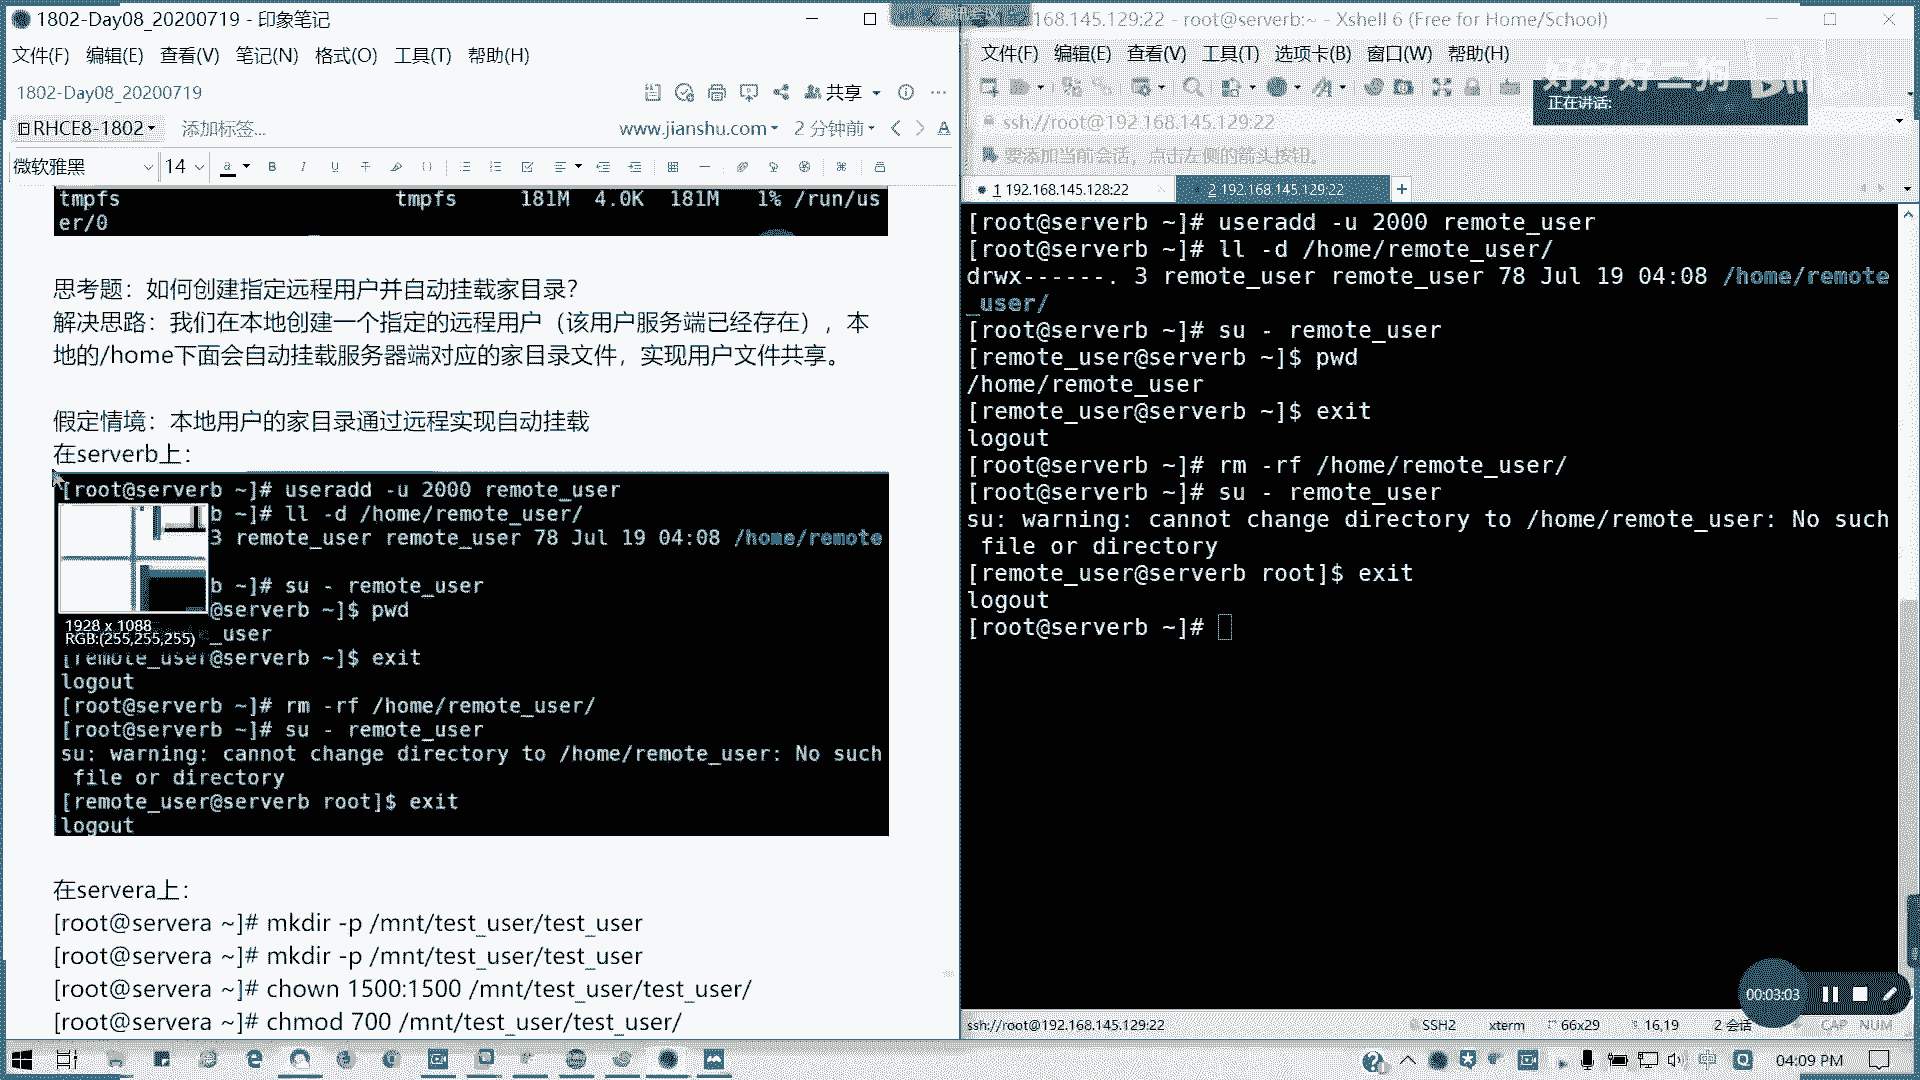 1802-Day08_20200719 - 印象笔记
文件(F) 编辑(E) 查看(V) 笔记(N) 格式(O) 工具(T) 帮助(H)
1802-Day08_20200719
共享
RHCE8-1802
添加标签...
www.jianshu.com
2 分钟前
微软雅黑 14
tmpfs tmpfs 181M 4.0K 181M 1% /run/us
er/0
思考题：如何创建指定远程用户并自动挂载家目录？
解决思路：我们在本地创建一个指定的远程用户（该用户服务端已经存在），本
地的/home下面会自动挂载服务器端对应的家目录文件，实现用户文件共享。
假定情境：本地用户的家目录通过远程实现自动挂载
在serverb上：
[root@serverb ~]# useradd -u 2000 remote_user
b ~]# ll -d /home/remote_user/
3 remote_user remote_user 78 Jul 19 04:08 /home/remote
b ~]# su - remote_user
@serverb ~]$ pwd
_user
1928 x 1088
RGB:(255,255,255)
[remote_user@serverb ~]$ exit
logout
[root@serverb ~]# rm -rf /home/remote_user/
[root@serverb ~]# su - remote_user
su: warning: cannot change directory to /home/remote_user: No such
file or directory
[remote_user@serverb root]$ exit
logout
在servera上：
[root@servera ~]# mkdir -p /mnt/test_user/test_user
[root@servera ~]# mkdir -p /mnt/test_user/test_user
[root@servera ~]# chown 1500:1500 /mnt/test_user/test_user/
[root@servera ~]# chmod 700 /mnt/test_user/test_user/
192.168.145.129:22 - root@serverb:~ - Xshell 6 (Free for Home/School)
文件(F) 编辑(E) 查看(V) 工具(T) 选项卡(B) 窗口(W) 帮助(H)
好好好二狗
bilibili
正在讲话:
ssh://root@192.168.145.129:22
要添加当前会话，点击左侧的箭头按钮。
1 192.168.145.128:22
2 192.168.145.129:22
[root@serverb ~]# useradd -u 2000 remote_user
[root@serverb ~]# ll -d /home/remote_user/
drwx------. 3 remote_user remote_user 78 Jul 19 04:08 /home/remote
_user/
[root@serverb ~]# su - remote_user
[remote_user@serverb ~]$ pwd
/home/remote_user
[remote_user@serverb ~]$ exit
logout
[root@serverb ~]# rm -rf /home/remote_user/
[root@serverb ~]# su - remote_user
su: warning: cannot change directory to /home/remote_user: No such
file or directory
[remote_user@serverb root]$ exit
logout
[root@serverb ~]#
00:03:03
ssh://root@192.168.145.129:22
SSH2
xterm
66x29
16,19
2 会话
CAP NUM
04:09 PM